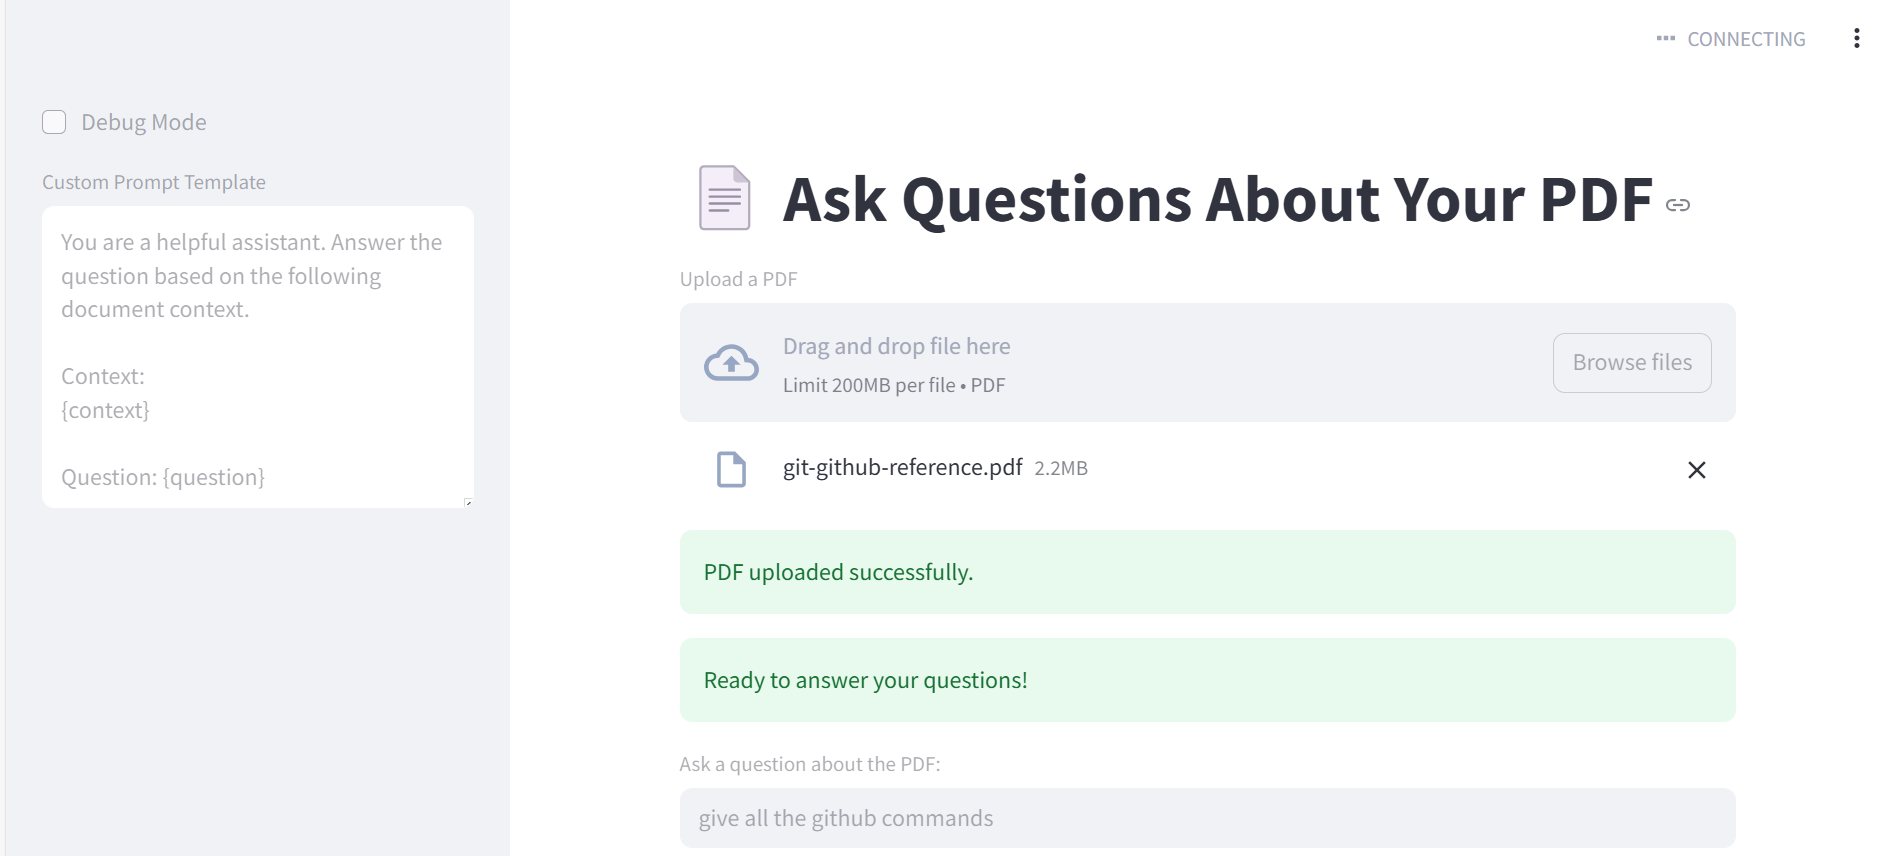 CONNECTING
Debug Mode
Custom Prompt Template
You are a helpful assistant. Answer the
question based on the following
document context.
Context:
{context}
Question: {question}
Ask Questions About Your PDF
Upload a PDF
Drag and drop file here
Limit 200MB per file • PDF
Browse files
git-github-reference.pdf 2.2MB
PDF uploaded successfully.
Ready to answer your questions!
Ask a question about the PDF:
give all the github commands